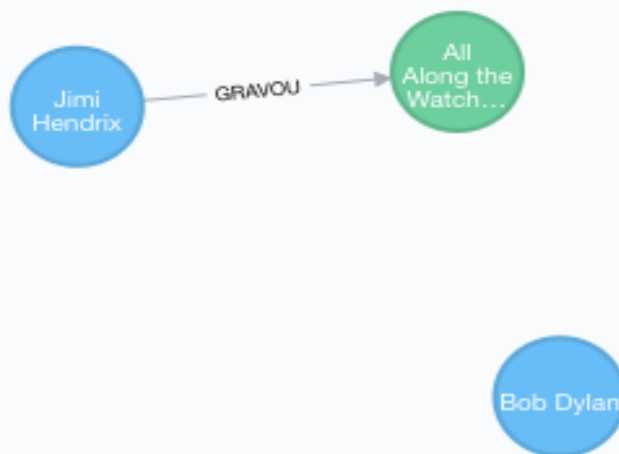 Jimi
Hendrix
GRAVOU
All
Along the
Watch...
Bob Dylan